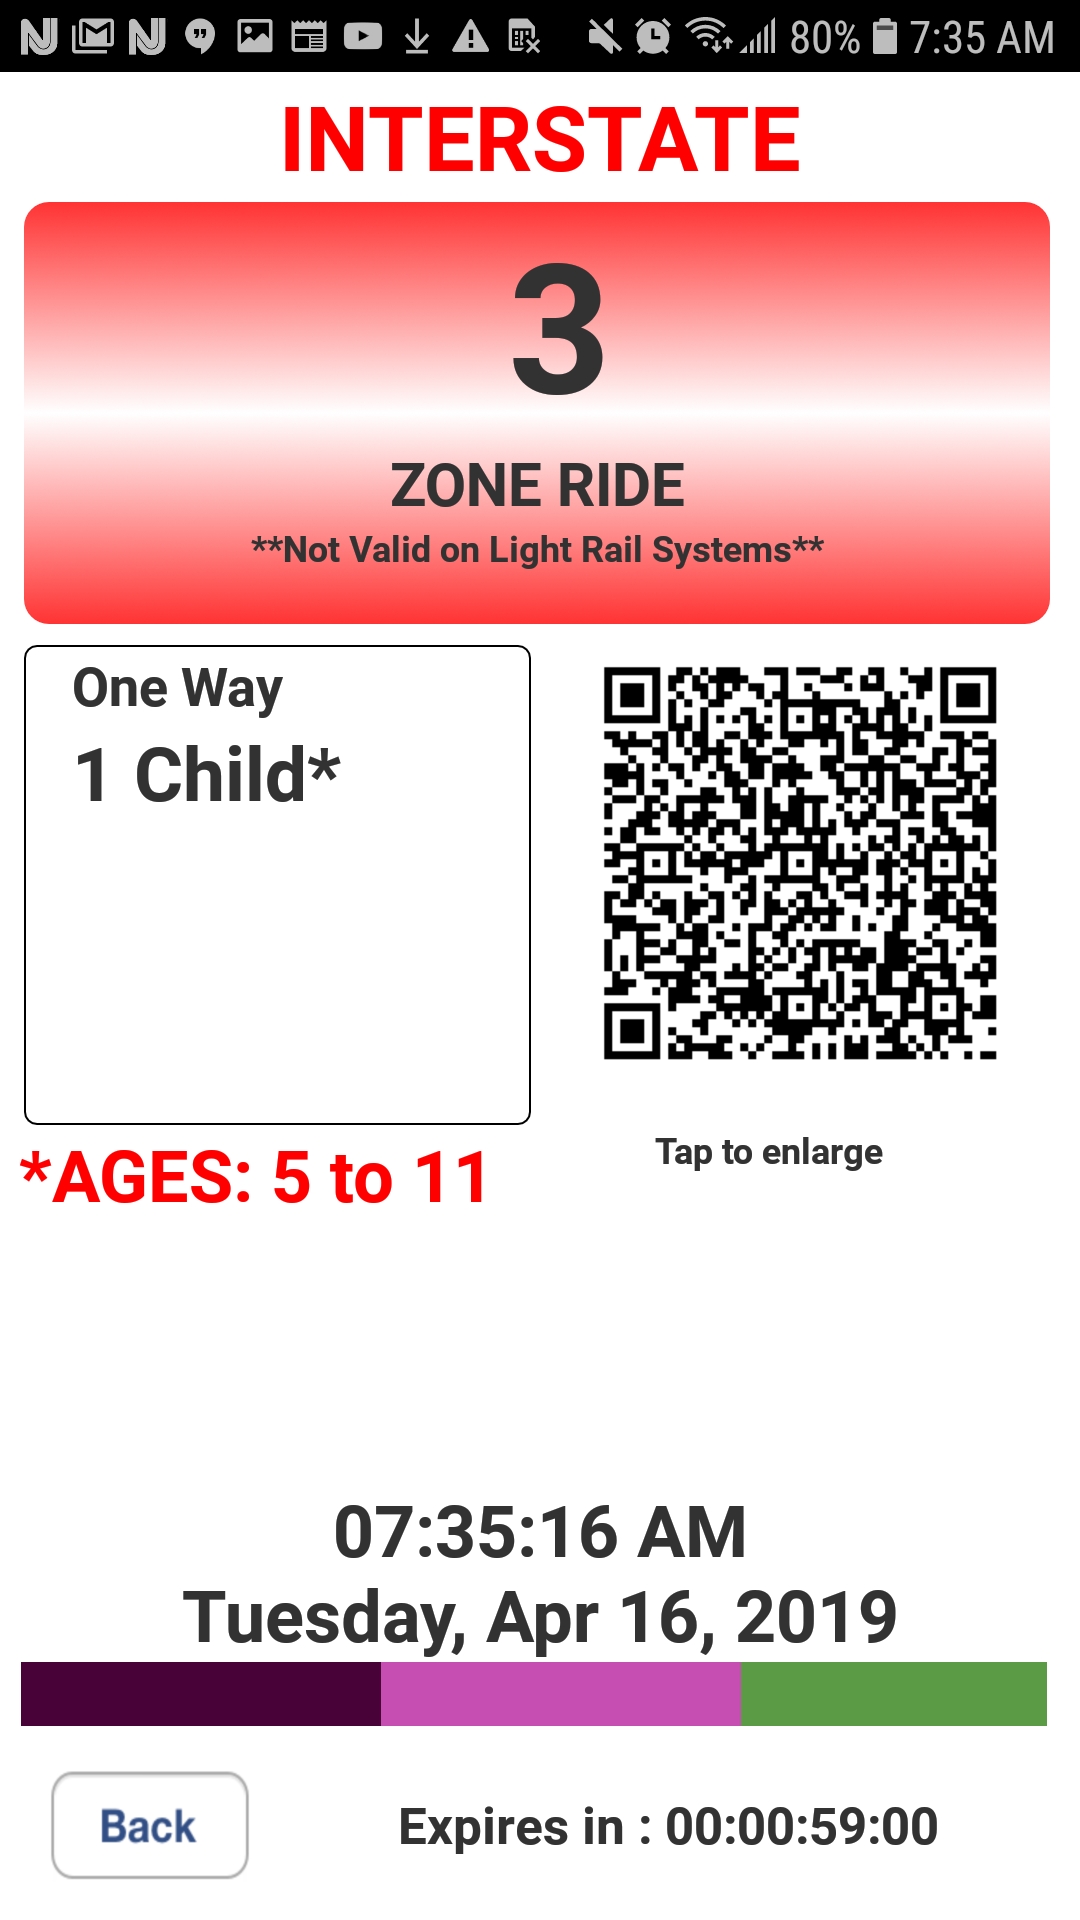 80% 7:35 AM
INTERSTATE
3
ZONE RIDE
**Not Valid on Light Rail Systems**
One Way
1 Child*
*AGES: 5 to 11
Tap to enlarge
07:35:16 AM
Tuesday, Apr 16, 2019
Back
Expires in : 00:00:59:00